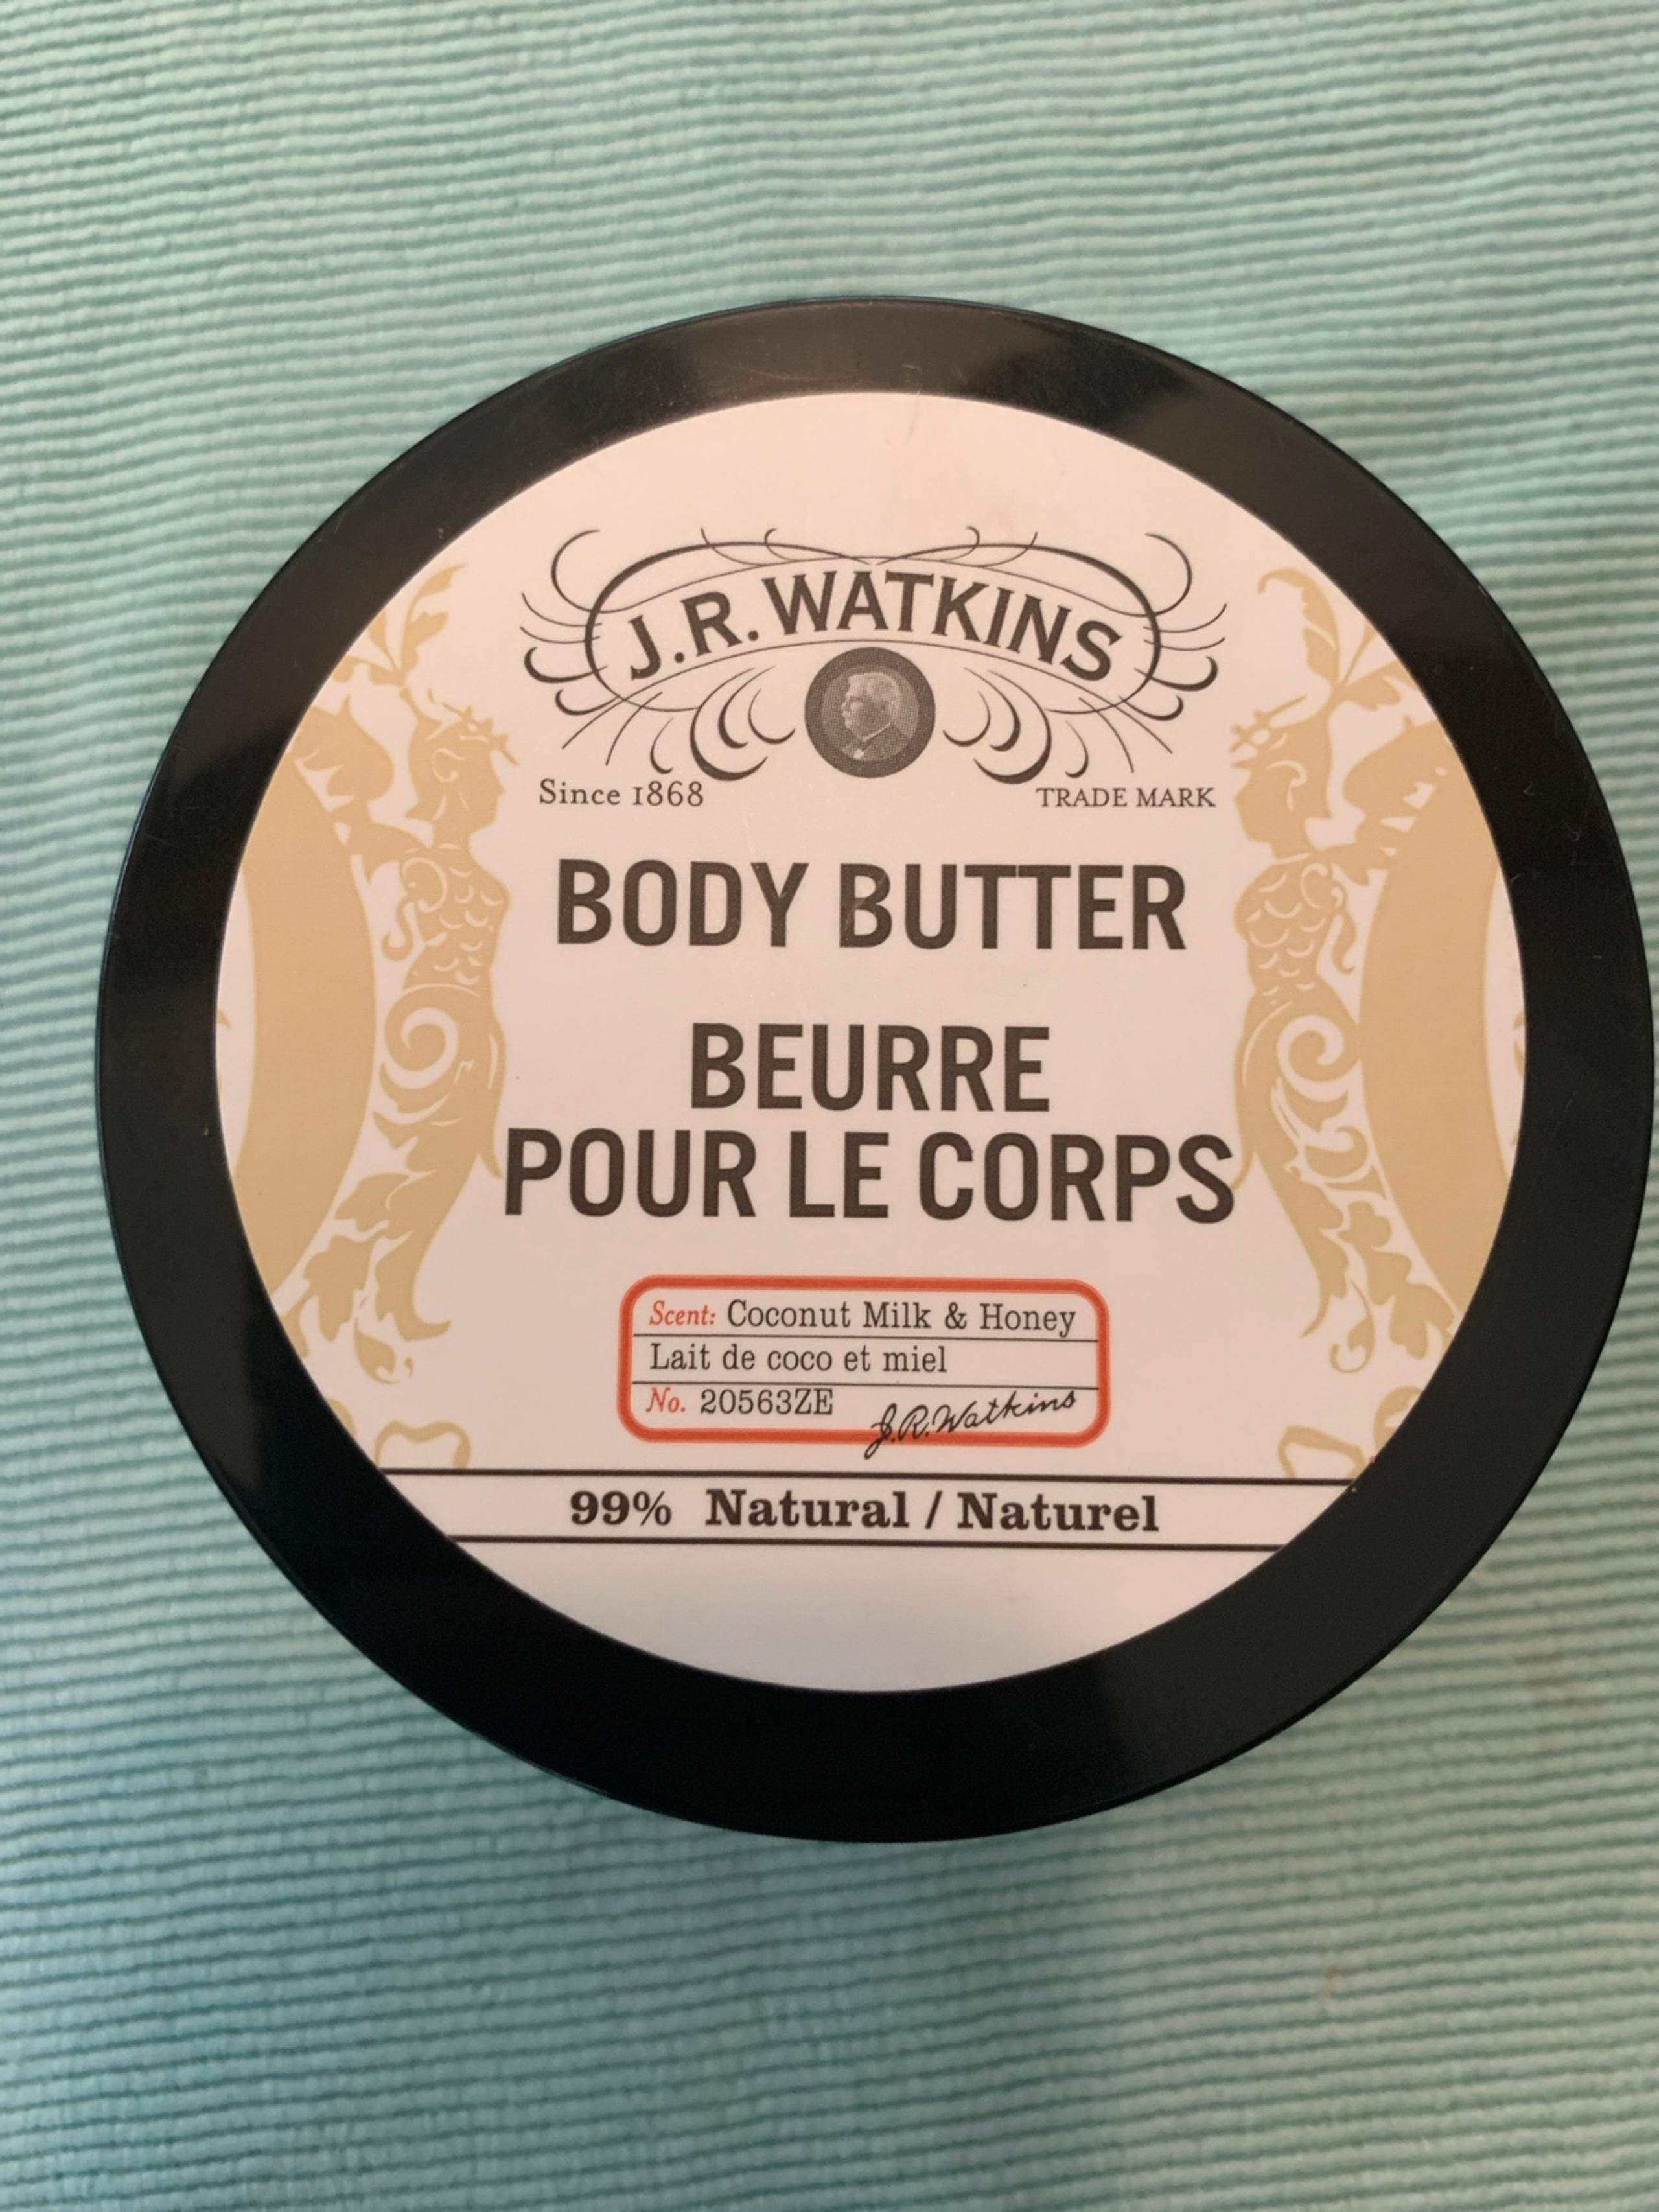 J.R. WATKINS
Since 1868 TRADE MARK
BODY BUTTER
BEURRE
POUR LE CORPS
Scent: Coconut Milk & Honey
Lait de coco et miel
No. 20563ZE J.R.Watkins
99% Natural / Naturel